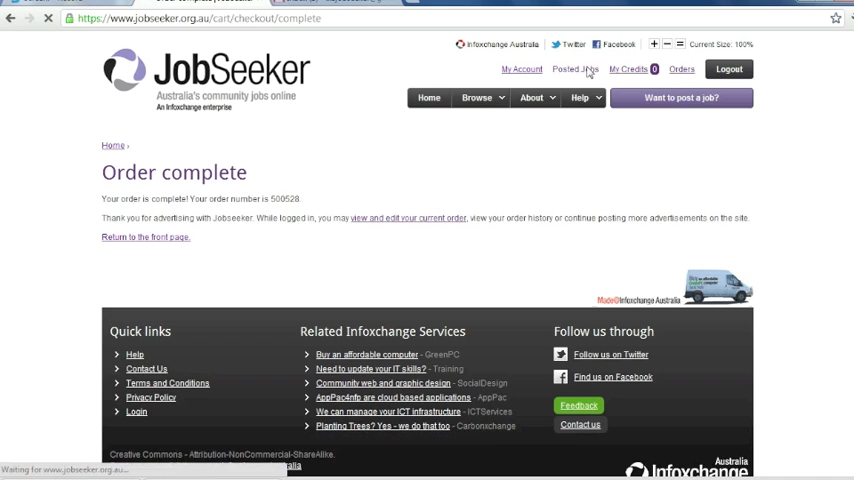 https://www.jobseeker.org.au/cart/checkout/complete
Infoxchange Australia Twitter Facebook + − = Current Size: 100%
My Account Posted Jobs My Credits 0 Orders Logout
JobSeeker
Australia's community jobs online
An Infoxchange enterprise
Home Browse About Help Want to post a job?
Home ›
Order complete
Your order is complete! Your order number is 500528.
Thank you for advertising with Jobseeker. While logged in, you may view and edit your current order, view your order history or continue posting more advertisements on the site.
Return to the front page.
Made@Infoxchange Australia
Quick links
Help
Contact Us
Terms and Conditions
Privacy Policy
Login
Related Infoxchange Services
Buy an affordable computer - GreenPC
Need to update your IT skills? - Training
Community web and graphic design - SocialDesign
AppPac4nfp are cloud based applications - AppPac
We can manage your ICT infrastructure - ICTServices
Planting Trees? Yes - we do that too - Carbonxchange
Follow us through
Follow us on Twitter
Find us on Facebook
Feedback
Contact us
Creative Commons - Attribution-NonCommercial-ShareAlike.
Waiting for www.jobseeker.org.au...
Australia
Infoxchange